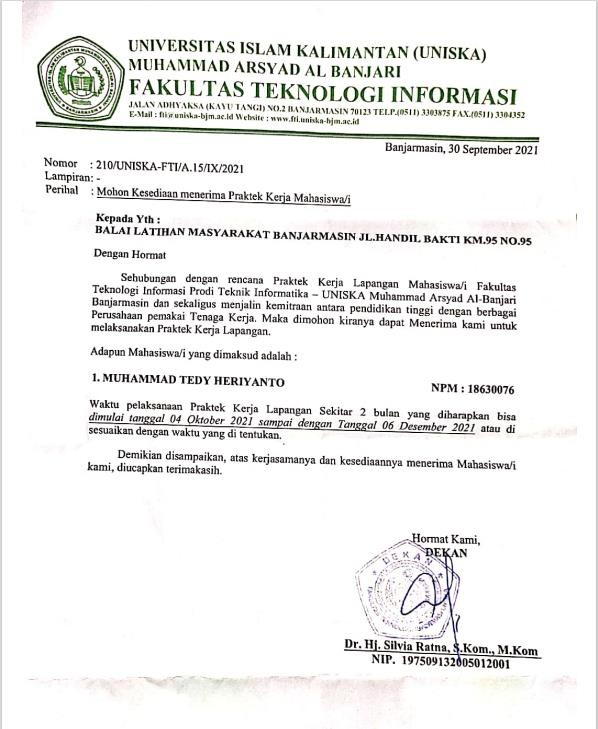 UNIVERSITAS ISLAM KALIMANTAN (UNISKA)
MUHAMMAD ARSYAD AL BANJARI
FAKULTAS TEKNOLOGI INFORMASI
JALAN ADHYAKSA (KAYU TANGI) NO.2 BANJARMASIN 70123 TELP.(0511) 3303875 FAX.(0511) 3304352
E-Mail : fti@uniska-bjm.ac.id Website : www.fti.uniska-bjm.ac.id
Banjarmasin, 30 September 2021
Nomor : 210/UNISKA-FTI/A.15/IX/2021
Lampiran: -
Perihal : Mohon Kesediaan menerima Praktek Kerja Mahasiswa/i
Kepada Yth :
BALAI LATIHAN MASYARAKAT BANJARMASIN JL.HANDIL BAKTI KM.95 NO.95
Dengan Hormat
Sehubungan dengan rencana Praktek Kerja Lapangan Mahasiswa/i Fakultas
Teknologi Informasi Prodi Teknik Informatika – UNISKA Muhammad Arsyad Al-Banjari
Banjarmasin dan sekaligus menjalin kemitraan antara pendidikan tinggi dengan berbagai
Perusahaan pemakai Tenaga Kerja. Maka dimohon kiranya dapat Menerima kami untuk
melaksanakan Praktek Kerja Lapangan.
Adapun Mahasiswa/i yang dimaksud adalah :
1. MUHAMMAD TEDY HERIYANTO NPM : 18630076
Waktu pelaksanaan Praktek Kerja Lapangan Sekitar 2 bulan yang diharapkan bisa
dimulai tanggal 04 Oktober 2021 sampai dengan Tanggal 06 Desember 2021 atau di
sesuaikan dengan waktu yang di tentukan.
Demikian disampaikan, atas kerjasamanya dan kesediaannya menerima Mahasiswa/i
kami, diucapkan terimakasih.
Hormat Kami,
DEKAN
DEKAN
Dr. Hj. Silvia Ratna, S.Kom., M.Kom
NIP. 197509132005012001